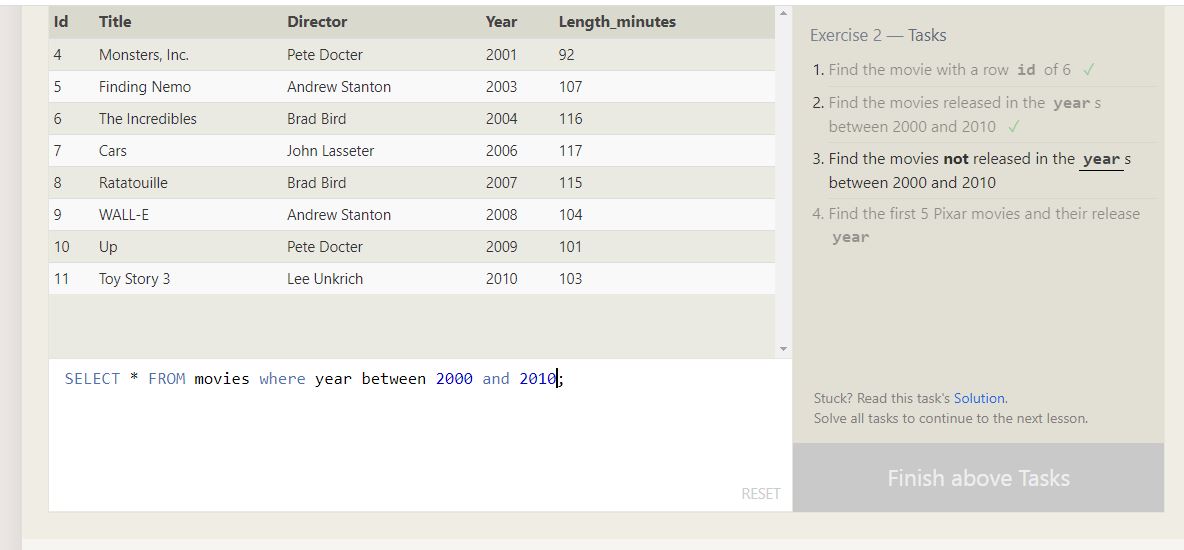 Id Title Director Year Length_minutes
4 Monsters, Inc. Pete Docter 2001 92
5 Finding Nemo Andrew Stanton 2003 107
6 The Incredibles Brad Bird 2004 116
7 Cars John Lasseter 2006 117
8 Ratatouille Brad Bird 2007 115
9 WALL-E Andrew Stanton 2008 104
10 Up Pete Docter 2009 101
11 Toy Story 3 Lee Unkrich 2010 103
SELECT * FROM movies where year between 2000 and 2010;
RESET
Exercise 2 — Tasks
1. Find the movie with a row id of 6 ✓
2. Find the movies released in the year s
between 2000 and 2010 ✓
3. Find the movies not released in the year s
between 2000 and 2010
4. Find the first 5 Pixar movies and their release
year
Stuck? Read this task's Solution.
Solve all tasks to continue to the next lesson.
Finish above Tasks